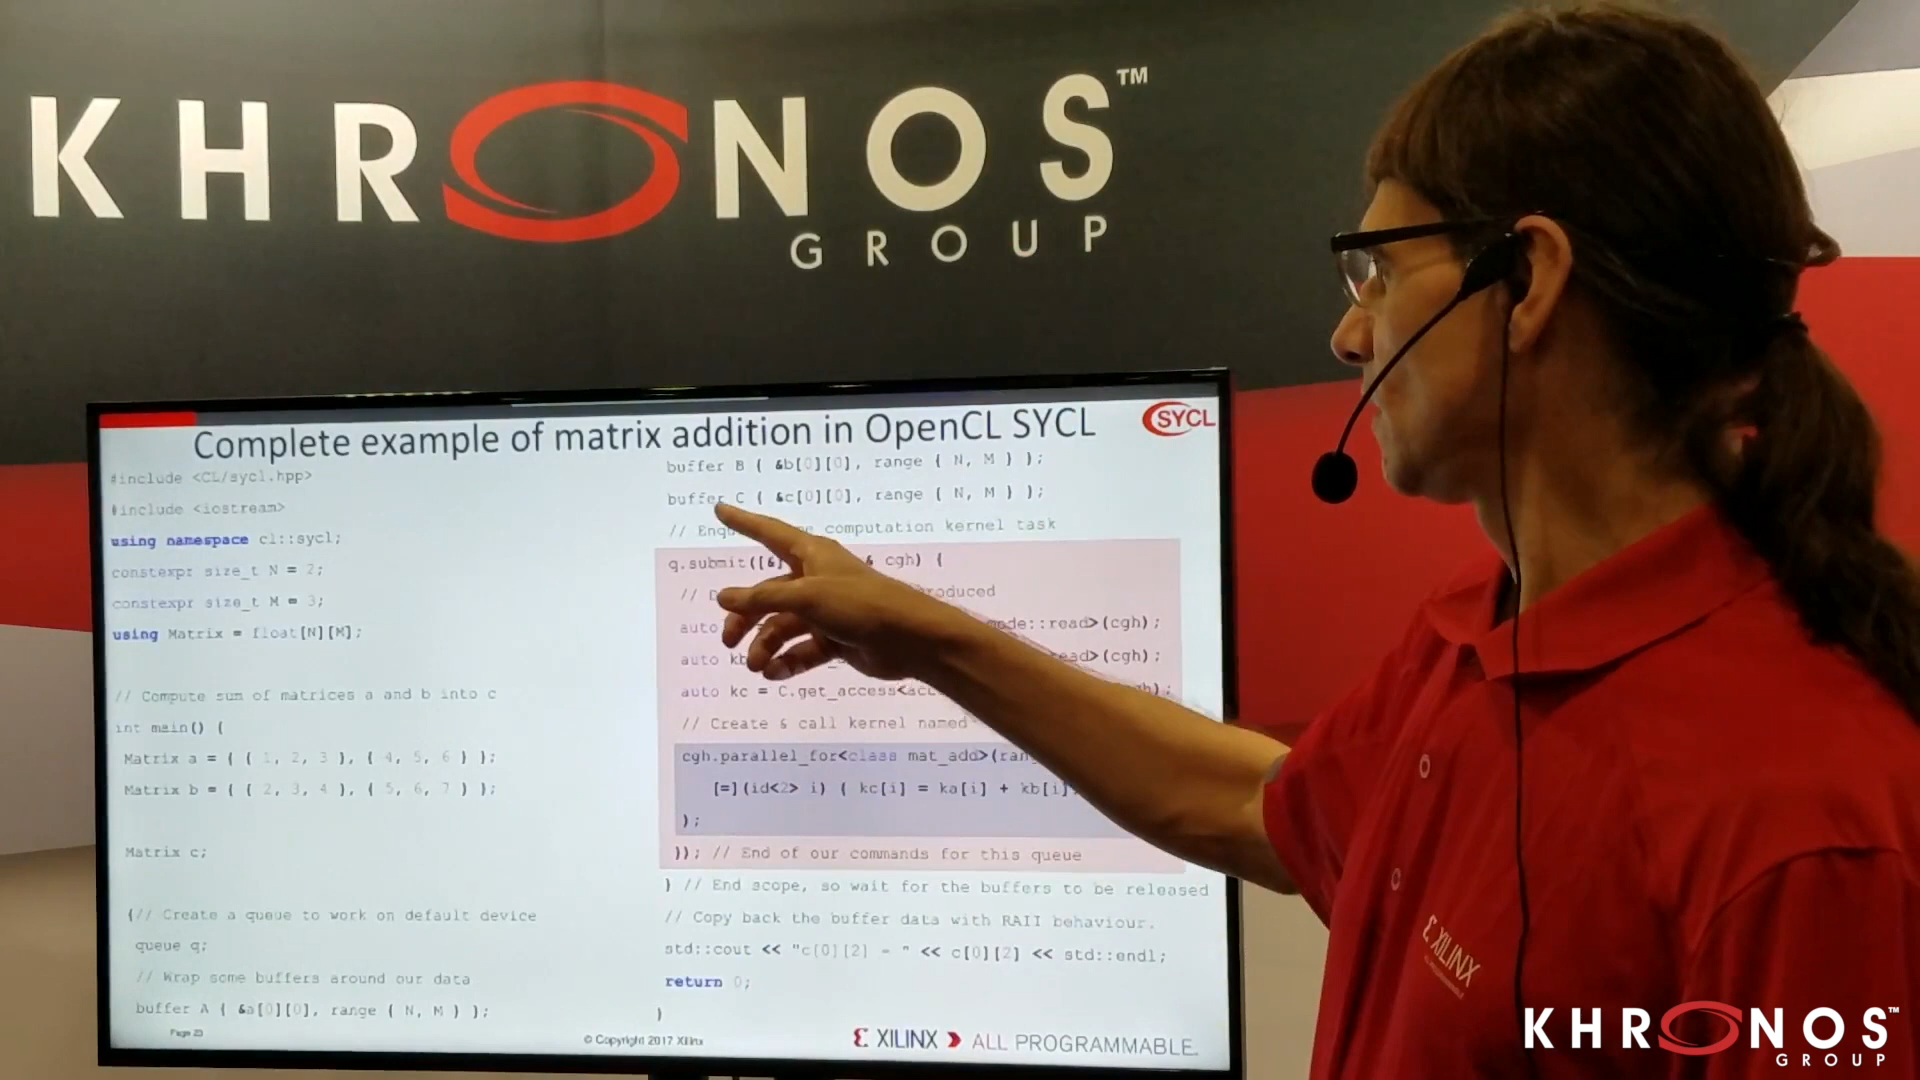 KHRONOS™
GROUP
Complete example of matrix addition in OpenCL SYCL
SYCL
#include <CL/sycl.hpp>
#include <iostream>
using namespace cl::sycl;
constexpr size_t N = 2;
constexpr size_t M = 3;
using Matrix = float[N][M];
// Compute sum of matrices a and b into c
int main() {
Matrix a = { { 1, 2, 3 }, { 4, 5, 6 } };
Matrix b = { { 2, 3, 4 }, { 5, 6, 7 } };
Matrix c;
{// Create a queue to work on default device
queue q;
// Wrap some buffers around our data
buffer A { &a[0][0], range { N, M } };
buffer B { &b[0][0], range { N, M } };
buffer C { &c[0][0], range { N, M } };
// computation kernel task
q.submit([&] & cgh) {
//
auto mode::read>(cgh);
auto kb read>(cgh);
auto kc = C.get_access<
// Create & call kernel named
cgh.parallel_for<class mat_add>(
[=](id<2> i) { kc[i] = ka[i] + kb[i]
);
}); // End of our commands for this queue
} // End scope, so wait for the buffers to be released
// Copy back the buffer data with RAII behaviour.
std::cout << "c[0][2] = " << c[0][2] << std::endl;
return 0;
}
Page 23
© Copyright 2017 Xilinx
XILINX
ALL PROGRAMMABLE
XILINX
KHRONOS™
GROUP